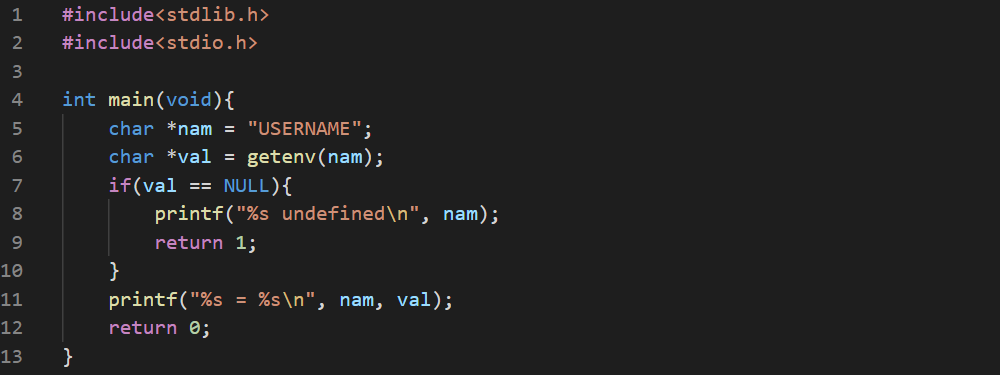 1 #include<stdlib.h>
2 #include<stdio.h>
3
4 int main(void){
5     char *nam = "USERNAME";
6     char *val = getenv(nam);
7     if(val == NULL){
8         printf("%s undefined\n", nam);
9         return 1;
10     }
11     printf("%s = %s\n", nam, val);
12     return 0;
13 }